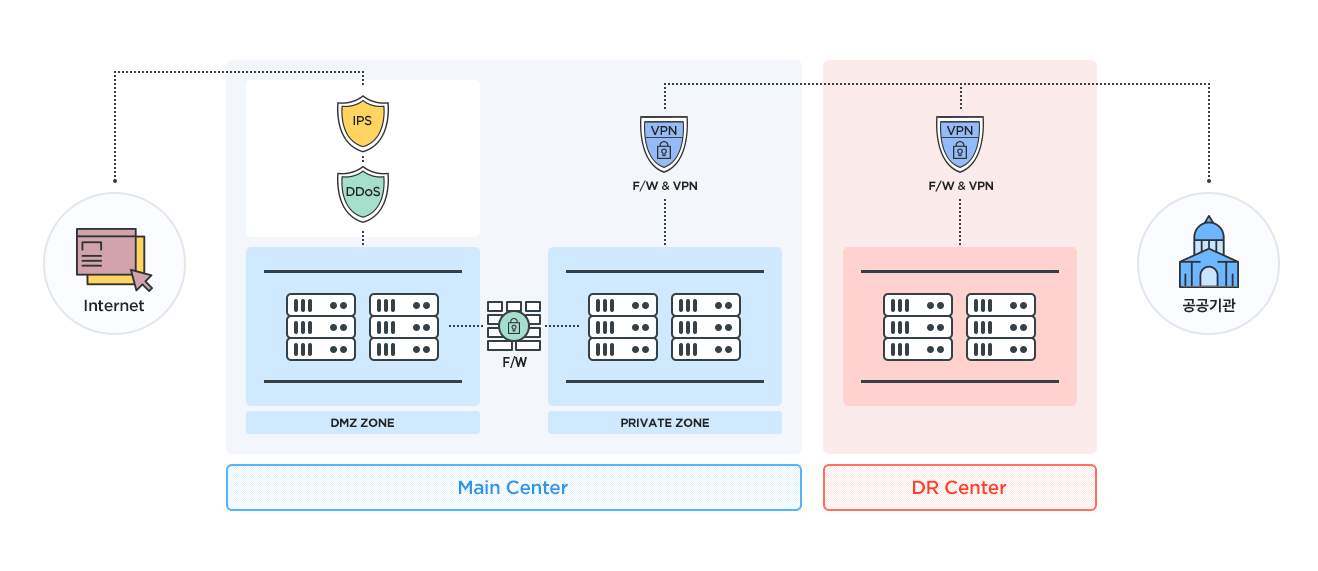 IPS
DDoS
VPN
F/W & VPN
VPN
F/W & VPN
Internet
공공기관
F/W
DMZ ZONE
PRIVATE ZONE
Main Center
DR Center